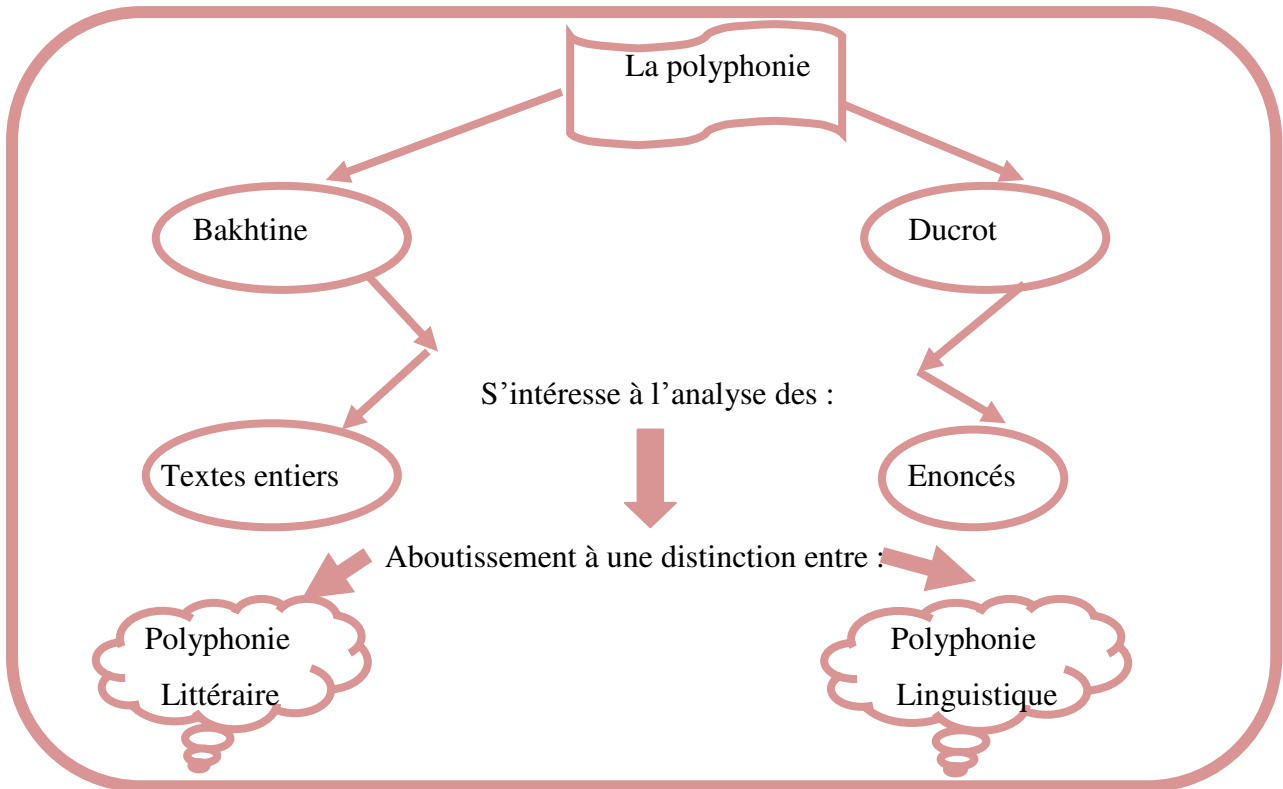 La polyphonie
Bakhtine
Ducrot
S’intéresse à l’analyse des :
Textes entiers
Enoncés
Aboutissement à une distinction entre :
Polyphonie
Littéraire
Polyphonie
Linguistique